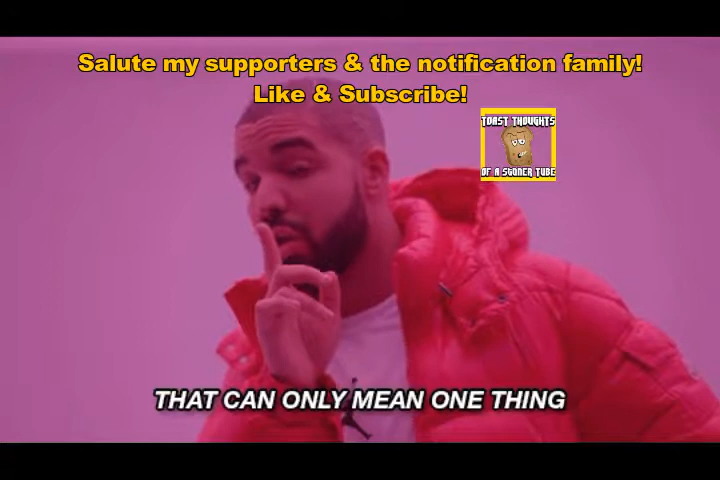 Salute my supporters & the notification family!
Like & Subscribe!
TOAST THOUGHTS
OF A STONER TUBE
THAT CAN ONLY MEAN ONE THING